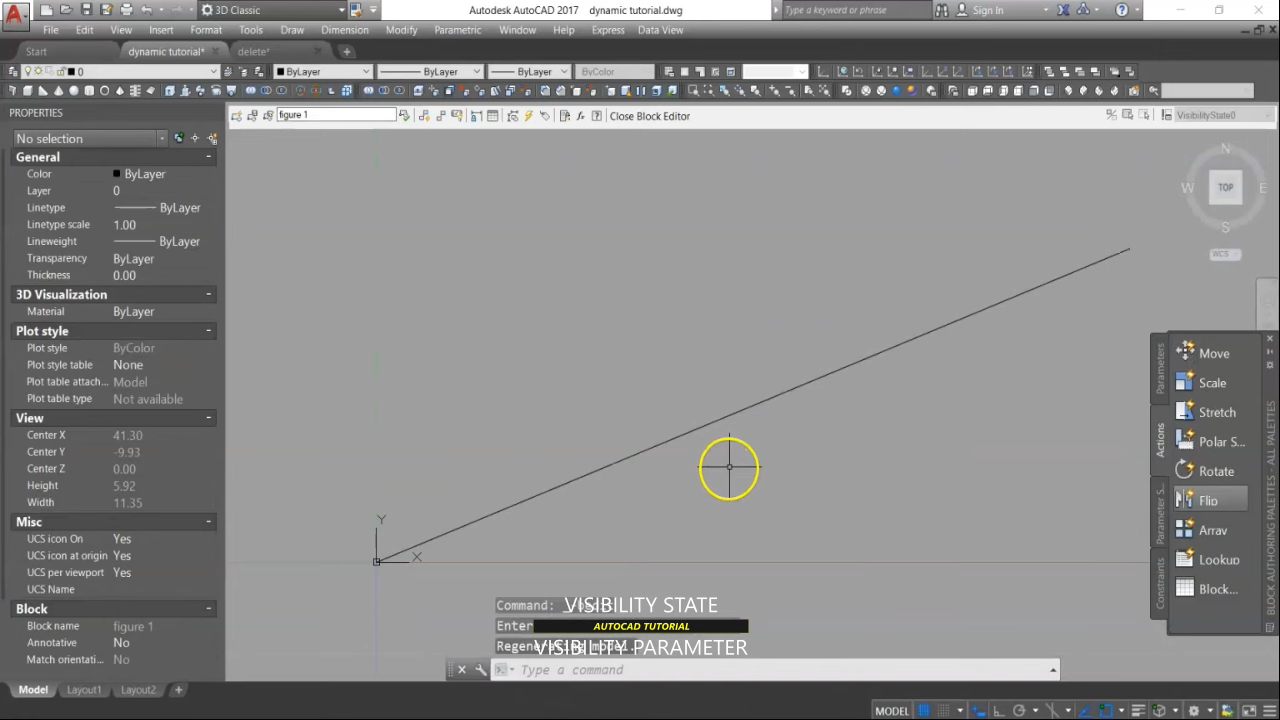 3D Classic
Autodesk AutoCAD 2017 dynamic tutorial.dwg
Type a keyword or phrase
Sign In
File Edit View Insert Format Tools Draw Dimension Modify Parametric Window Help Express Data View
Start dynamic tutorial* delete*
0 ByLayer ByLayer ByLayer ByColor
PROPERTIES
figure 1
Close Block Editor
VisibilityState0
No selection
General
Color ByLayer
Layer 0
Linetype ByLayer
Linetype scale 1.00
Lineweight ByLayer
Transparency ByLayer
Thickness 0.00
3D Visualization
Material ByLayer
Plot style
Plot style ByColor
Plot style table None
Plot table attach... Model
Plot table type Not available
View
Center X 41.30
Center Y -9.93
Center Z 0.00
Height 5.92
Width 11.35
Misc
UCS icon On Yes
UCS icon at origin Yes
UCS per viewport Yes
UCS Name
Block
Block name figure 1
Annotative No
Match orientati... No
N
W TOP E
S
WCS
Y
X
Parameters
Actions
Parameter S...
Constraints
Move
Scale
Stretch
Polar S...
Rotate
Flip
Array
Lookup
Block...
BLOCK AUTHORING PALETTES - ALL PALETTES
Command:
VISIBILITY STATE
Enter
AUTOCAD TUTORIAL
Regenerating model.
VISIBILITY PARAMETER
Type a command
Model Layout1 Layout2
MODEL